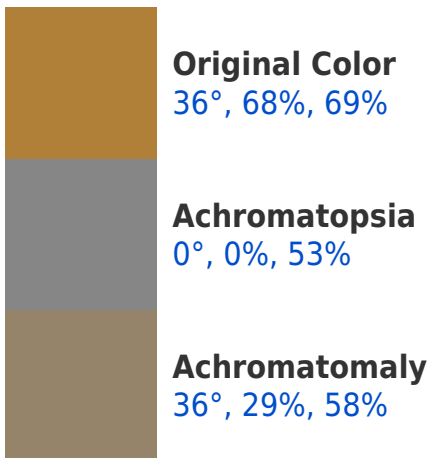 Original Color
36°, 68%, 69%
Achromatopsia
0°, 0%, 53%
Achromatomaly
36°, 29%, 58%